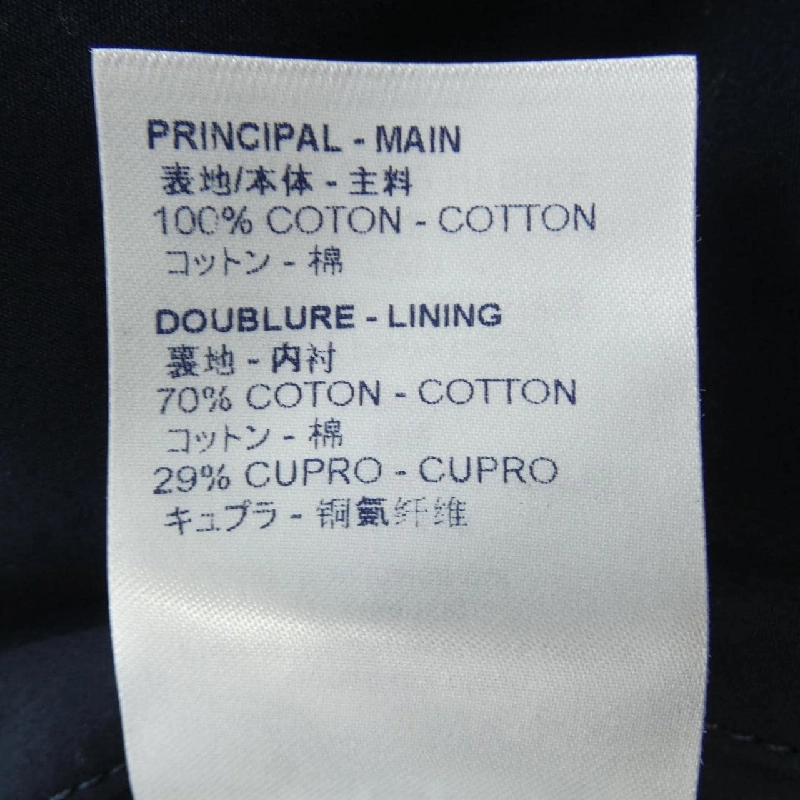 PRINCIPAL - MAIN
表地/本体 - 主料
100% COTON - COTTON
コットン - 棉
DOUBLURE - LINING
裏地 - 内衬
70% COTON - COTTON
コットン - 棉
29% CUPRO - CUPRO
キュプラ - 铜氨纤维